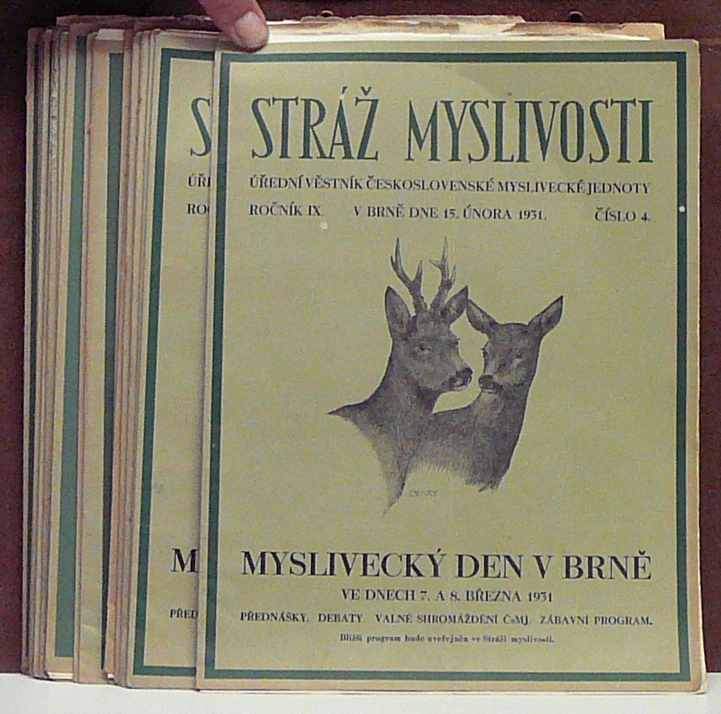 STRÁŽ MYSLIVOSTI
ÚŘEDNÍ VĚSTNÍK ČESKOSLOVENSKÉ MYSLIVECKÉ JEDNOTY
ROČNÍK IX. V BRNĚ DNE 15. ÚNORA 1931. ČÍSLO 4.
MYSLIVECKÝ DEN V BRNĚ
VE DNECH 7. A 8. BŘEZNA 1931
PŘEDNÁŠKY. DEBATY. VALNÉ SHROMÁŽDĚNÍ ČsMJ. ZÁBAVNÍ PROGRAM.
Bližší program bude uveřejněn ve Stráži myslivosti.
S
ÚŘ
RO
M
PŘED